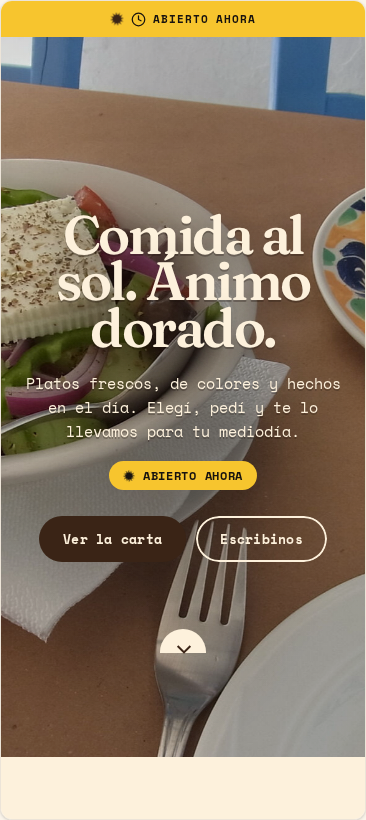 ABIERTO AHORA
Comida al
sol. Ánimo
dorado.
Platos frescos, de colores y hechos
en el día. Elegí, pedí y te lo
llevamos para tu mediodía.
ABIERTO AHORA
Ver la carta
Escribinos